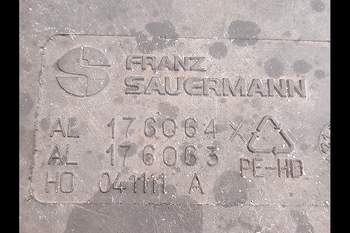 FRANZ
SAUERMANN
AL 176064 X
AL 176063
HO 041111 A
PE-HD